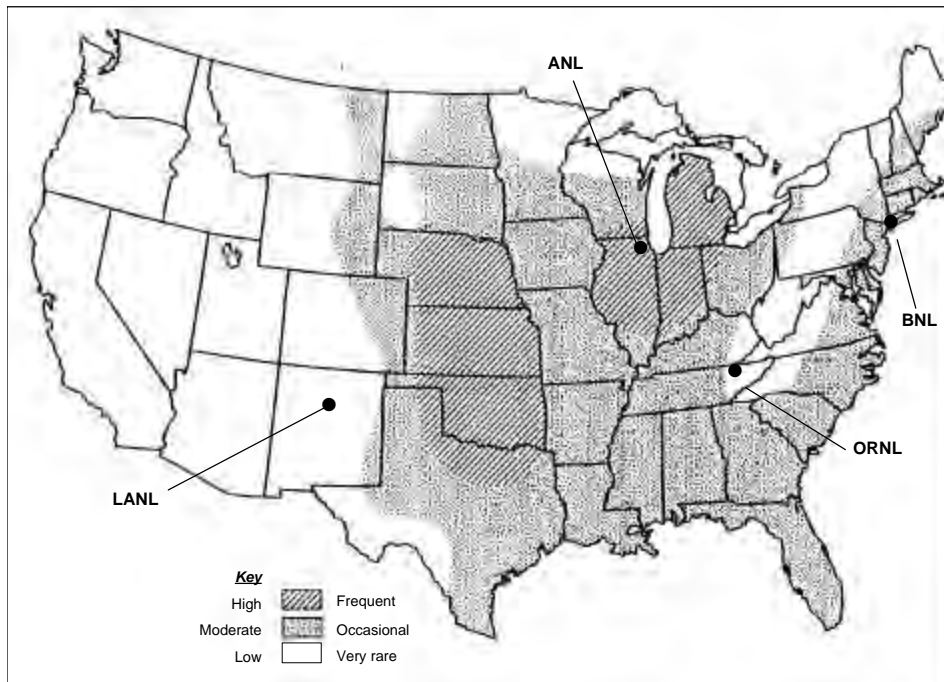 ANL
BNL
ORNL
LANL
Key
High Frequent
Moderate Occasional
Low Very rare